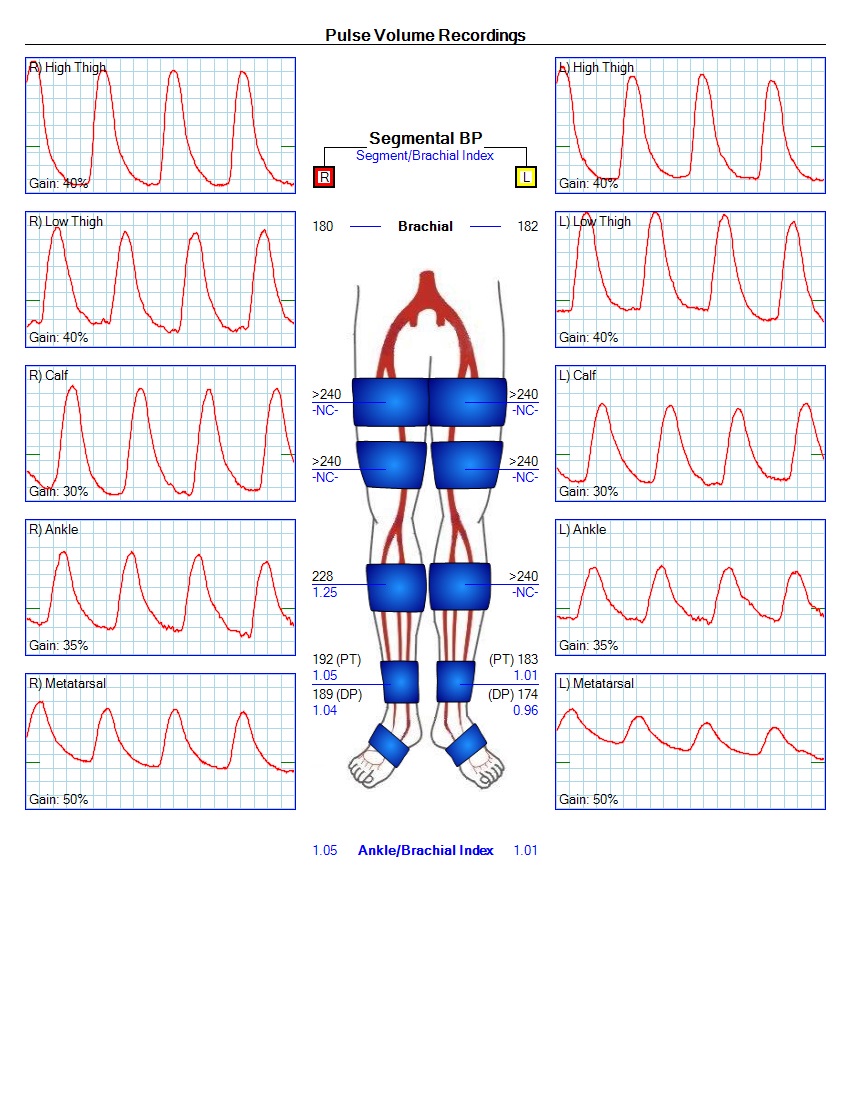 Pulse Volume Recordings
R) High Thigh
Gain: 40%
L) High Thigh
Gain: 40%
Segmental BP
Segment/Brachial Index
R
L
180 Brachial 182
R) Low Thigh
Gain: 40%
L) Low Thigh
Gain: 40%
R) Calf
Gain: 30%
L) Calf
Gain: 30%
>240 >240
-NC- -NC-
>240 >240
-NC- -NC-
R) Ankle
Gain: 35%
L) Ankle
Gain: 35%
228 >240
1.25 -NC-
192 (PT) (PT) 183
1.05 1.01
189 (DP) (DP) 174
1.04 0.96
R) Metatarsal
Gain: 50%
L) Metatarsal
Gain: 50%
1.05 Ankle/Brachial Index 1.01